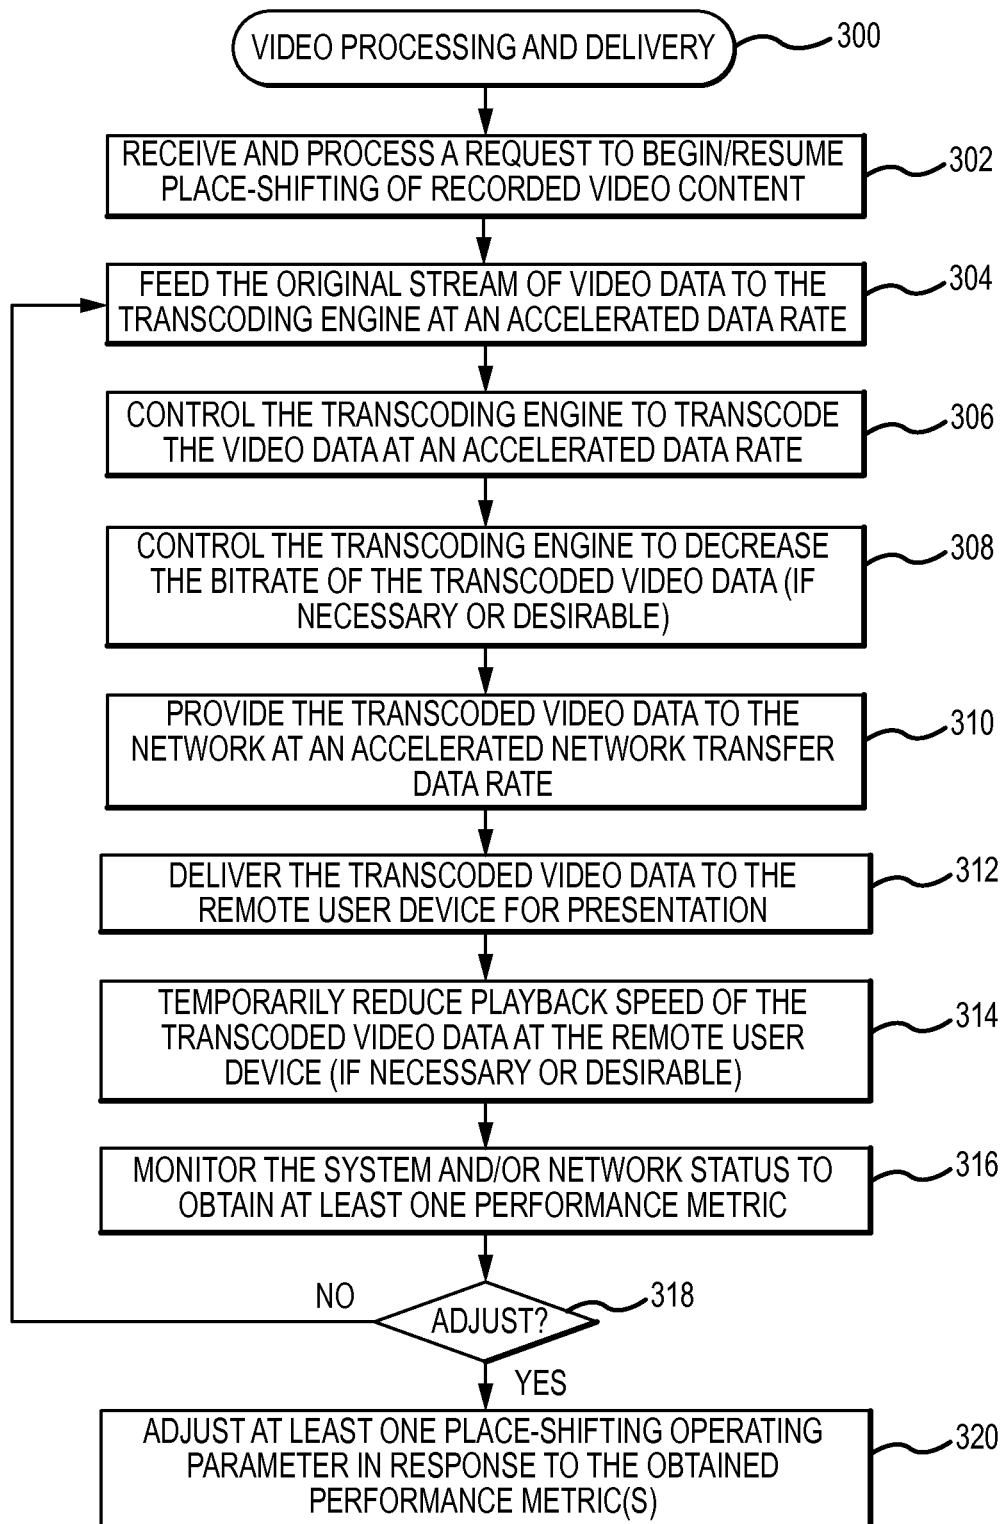 VIDEO PROCESSING AND DELIVERY
300
RECEIVE AND PROCESS A REQUEST TO BEGIN/RESUME
PLACE-SHIFTING OF RECORDED VIDEO CONTENT
302
FEED THE ORIGINAL STREAM OF VIDEO DATA TO THE
TRANSCODING ENGINE AT AN ACCELERATED DATA RATE
304
CONTROL THE TRANSCODING ENGINE TO TRANSCODE
THE VIDEO DATA AT AN ACCELERATED DATA RATE
306
CONTROL THE TRANSCODING ENGINE TO DECREASE
THE BITRATE OF THE TRANSCODED VIDEO DATA (IF
NECESSARY OR DESIRABLE)
308
PROVIDE THE TRANSCODED VIDEO DATA TO THE
NETWORK AT AN ACCELERATED NETWORK TRANSFER
DATA RATE
310
DELIVER THE TRANSCODED VIDEO DATA TO THE
REMOTE USER DEVICE FOR PRESENTATION
312
TEMPORARILY REDUCE PLAYBACK SPEED OF THE
TRANSCODED VIDEO DATA AT THE REMOTE USER
DEVICE (IF NECESSARY OR DESIRABLE)
314
MONITOR THE SYSTEM AND/OR NETWORK STATUS TO
OBTAIN AT LEAST ONE PERFORMANCE METRIC
316
NO
ADJUST?
318
YES
ADJUST AT LEAST ONE PLACE-SHIFTING OPERATING
PARAMETER IN RESPONSE TO THE OBTAINED
PERFORMANCE METRIC(S)
320